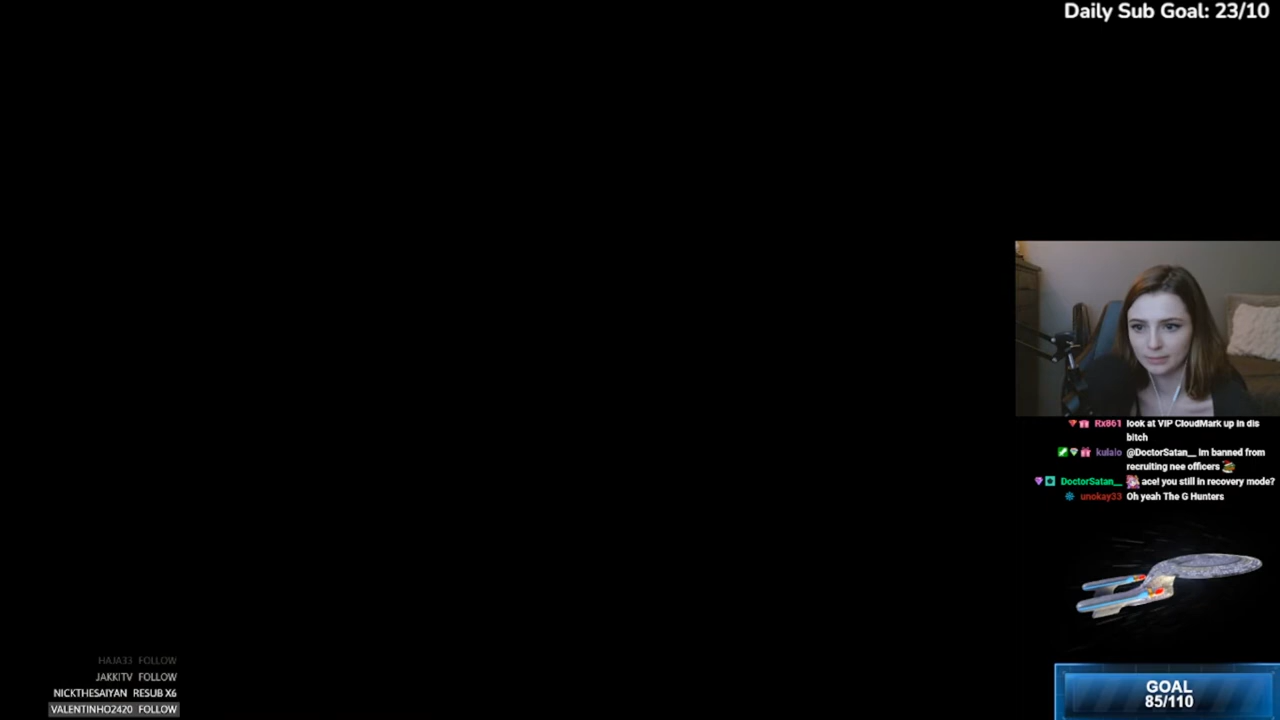 Daily Sub Goal: 23/10
Rx861 look at VIP CloudMark up in dis
bitch
kulaio @DoctorSatan__ Im banned from
recruiting nee officers
DoctorSatan__ ace! you still in recovery mode?
unokay33 Oh yeah The G Hunters
HAJA33 FOLLOW
JAKKITV FOLLOW
NICKTHESAIYAN RESUB X6
VALENTINHO2420 FOLLOW
GOAL
85/110